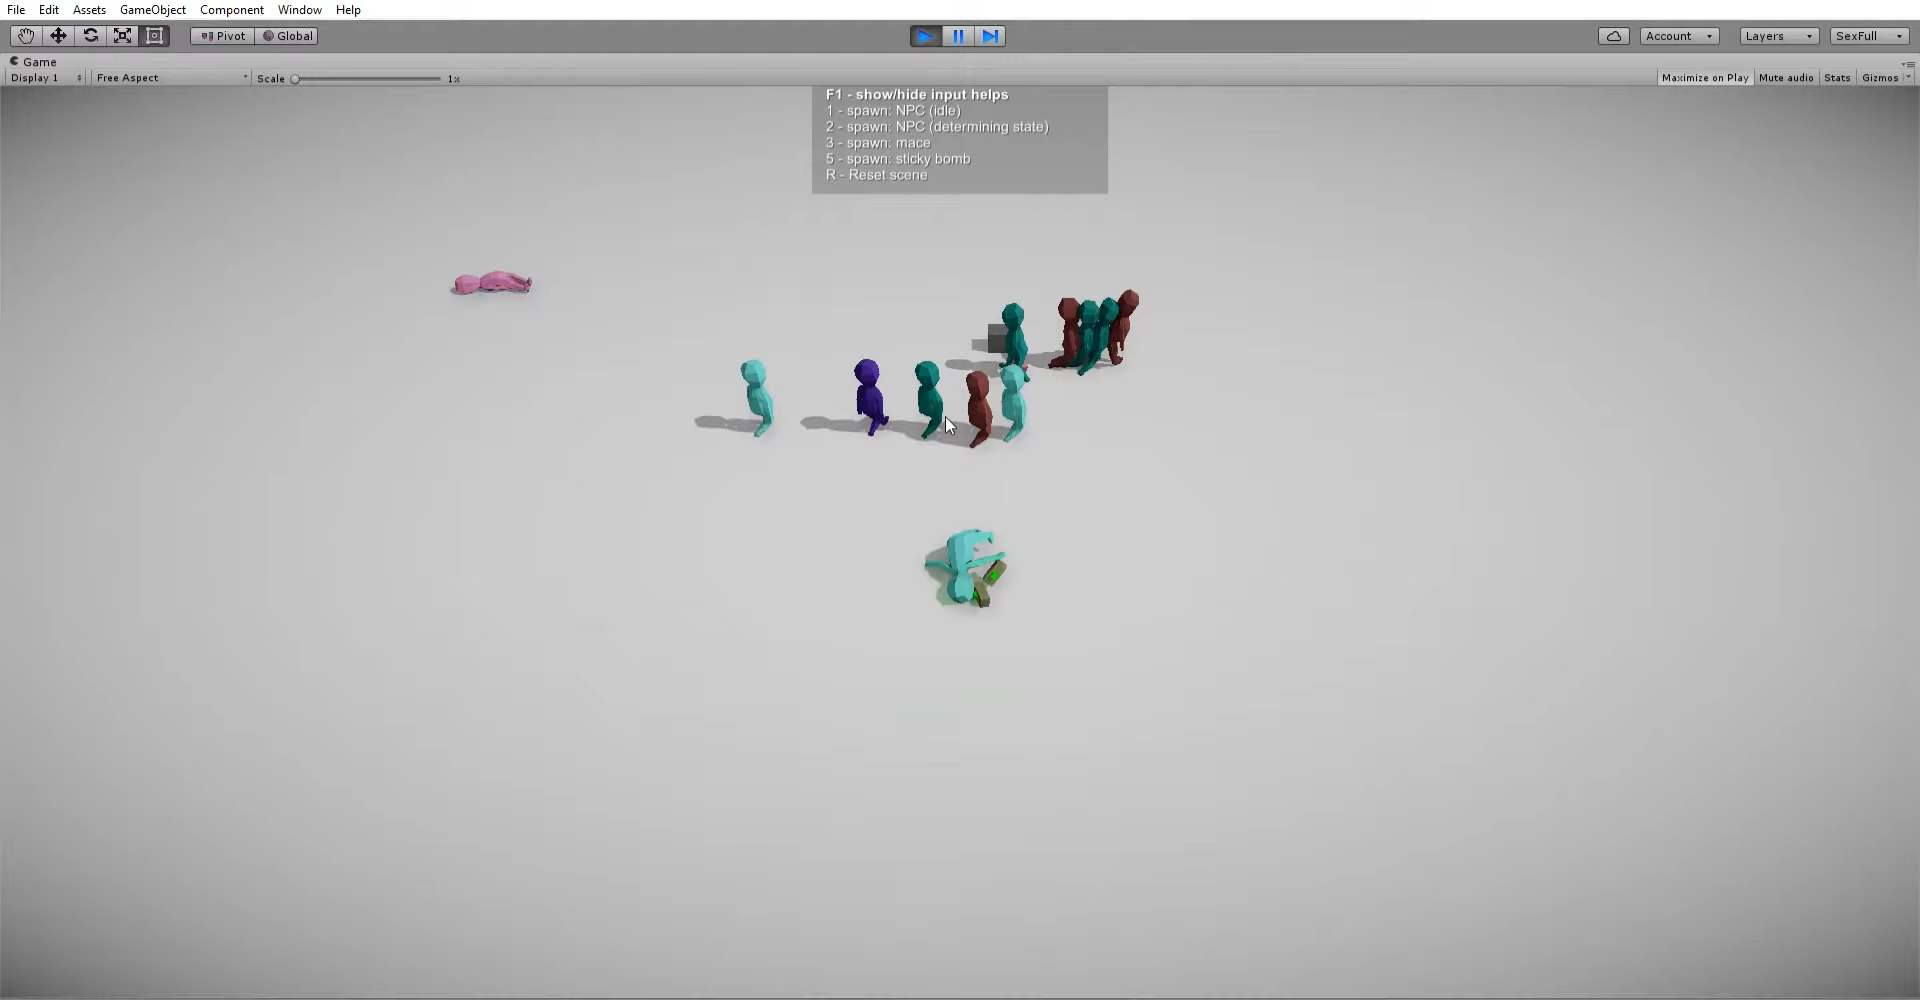 File Edit Assets GameObject Component Window Help
Pivot Global Account Layers SexFull
Game
Display 1 Free Aspect Scale 1x Maximize on Play Mute audio Stats Gizmos
F1 - show/hide input helps
1 - spawn: NPC (idle)
2 - spawn: NPC (determining state)
3 - spawn: mace
5 - spawn: sticky bomb
R - Reset scene